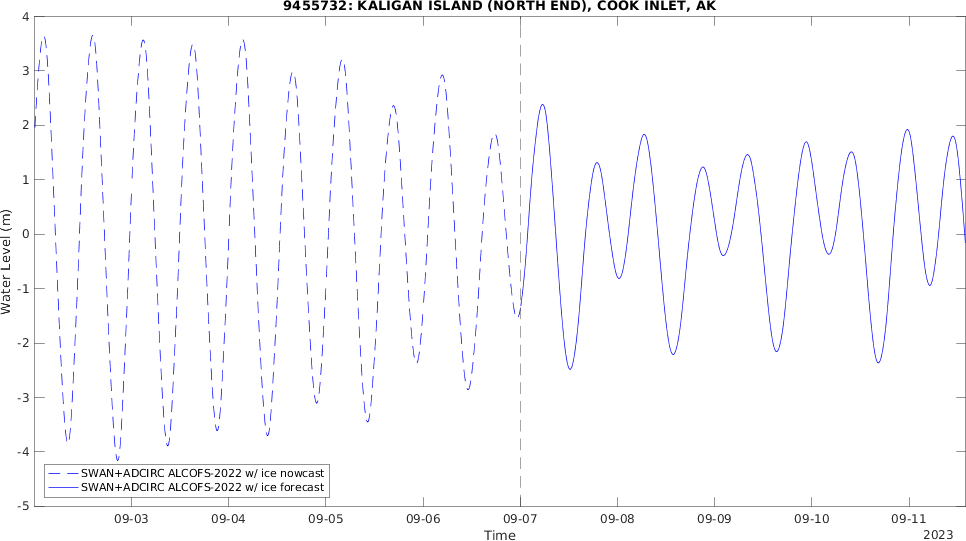 9455732: KALIGAN ISLAND (NORTH END), COOK INLET, AK
4
3
2
1
0
-1
-2
-3
-4
-5
Water Level (m)
SWAN+ADCIRC ALCOFS-2022 w/ ice nowcast
SWAN+ADCIRC ALCOFS-2022 w/ ice forecast
09-03 09-04 09-05 09-06 09-07 09-08 09-09 09-10 09-11
Time
2023